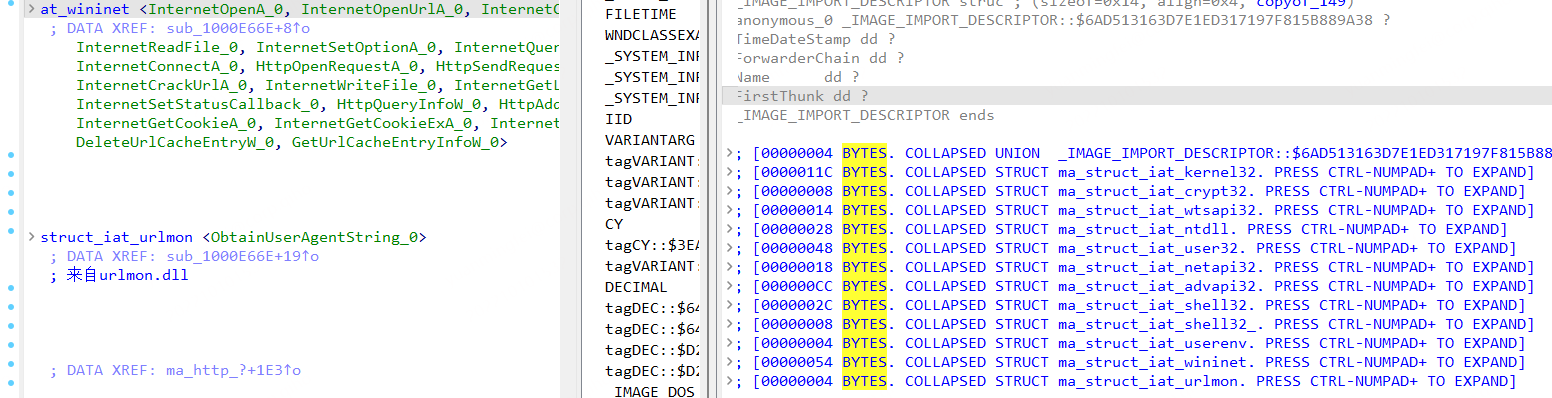 at_wininet <InternetOpenA_0, InternetOpenUrlA_0, InternetC
; DATA XREF: sub_1000E66E+8↑o
InternetReadFile_0, InternetSetOptionA_0, InternetQuer
InternetConnectA_0, HttpOpenRequestA_0, HttpSendReques
InternetCrackUrlA_0, InternetWriteFile_0, InternetGetL
InternetSetStatusCallback_0, HttpQueryInfoW_0, HttpAdd
InternetGetCookieA_0, InternetGetCookieExA_0, Internet
DeleteUrlCacheEntryW_0, GetUrlCacheEntryInfoW_0>
struct_iat_urlmon <ObtainUserAgentString_0>
; DATA XREF: sub_1000E66E+19↑o
; 来自urlmon.dll
; DATA XREF: ma_http_?+1E3↑o
FILETIME
WNDCLASSEXA
_SYSTEM_INF
_SYSTEM_INF
_SYSTEM_INF
IID
VARIANTARG
tagVARIANT:
tagVARIANT:
tagVARIANT:
CY
tagCY::$3EA
tagVARIANT:
DECIMAL
tagDEC::$64
tagDEC::$64
tagDEC::$D2
tagDEC::$D2
_IMAGE_DOS
_IMAGE_IMPORT_DESCRIPTOR struc ; (sizeof=0x14, align=0x4, copyof_149)
anonymous_0 _IMAGE_IMPORT_DESCRIPTOR::$6AD513163D7E1ED317197F815B889A38 ?
TimeDateStamp dd ?
ForwarderChain dd ?
Name dd ?
FirstThunk dd ?
_IMAGE_IMPORT_DESCRIPTOR ends
; [00000004 BYTES. COLLAPSED UNION _IMAGE_IMPORT_DESCRIPTOR::$6AD513163D7E1ED317197F815B88
; [0000011C BYTES. COLLAPSED STRUCT ma_struct_iat_kernel32. PRESS CTRL-NUMPAD+ TO EXPAND]
; [00000008 BYTES. COLLAPSED STRUCT ma_struct_iat_crypt32. PRESS CTRL-NUMPAD+ TO EXPAND]
; [00000014 BYTES. COLLAPSED STRUCT ma_struct_iat_wtsapi32. PRESS CTRL-NUMPAD+ TO EXPAND]
; [00000028 BYTES. COLLAPSED STRUCT ma_struct_iat_ntdll. PRESS CTRL-NUMPAD+ TO EXPAND]
; [00000048 BYTES. COLLAPSED STRUCT ma_struct_iat_user32. PRESS CTRL-NUMPAD+ TO EXPAND]
; [00000018 BYTES. COLLAPSED STRUCT ma_struct_iat_netapi32. PRESS CTRL-NUMPAD+ TO EXPAND]
; [000000CC BYTES. COLLAPSED STRUCT ma_struct_iat_advapi32. PRESS CTRL-NUMPAD+ TO EXPAND]
; [0000002C BYTES. COLLAPSED STRUCT ma_struct_iat_shell32. PRESS CTRL-NUMPAD+ TO EXPAND]
; [00000008 BYTES. COLLAPSED STRUCT ma_struct_iat_shell32_. PRESS CTRL-NUMPAD+ TO EXPAND]
; [00000004 BYTES. COLLAPSED STRUCT ma_struct_iat_userenv. PRESS CTRL-NUMPAD+ TO EXPAND]
; [00000054 BYTES. COLLAPSED STRUCT ma_struct_iat_wininet. PRESS CTRL-NUMPAD+ TO EXPAND]
; [00000004 BYTES. COLLAPSED STRUCT ma_struct_iat_urlmon. PRESS CTRL-NUMPAD+ TO EXPAND]